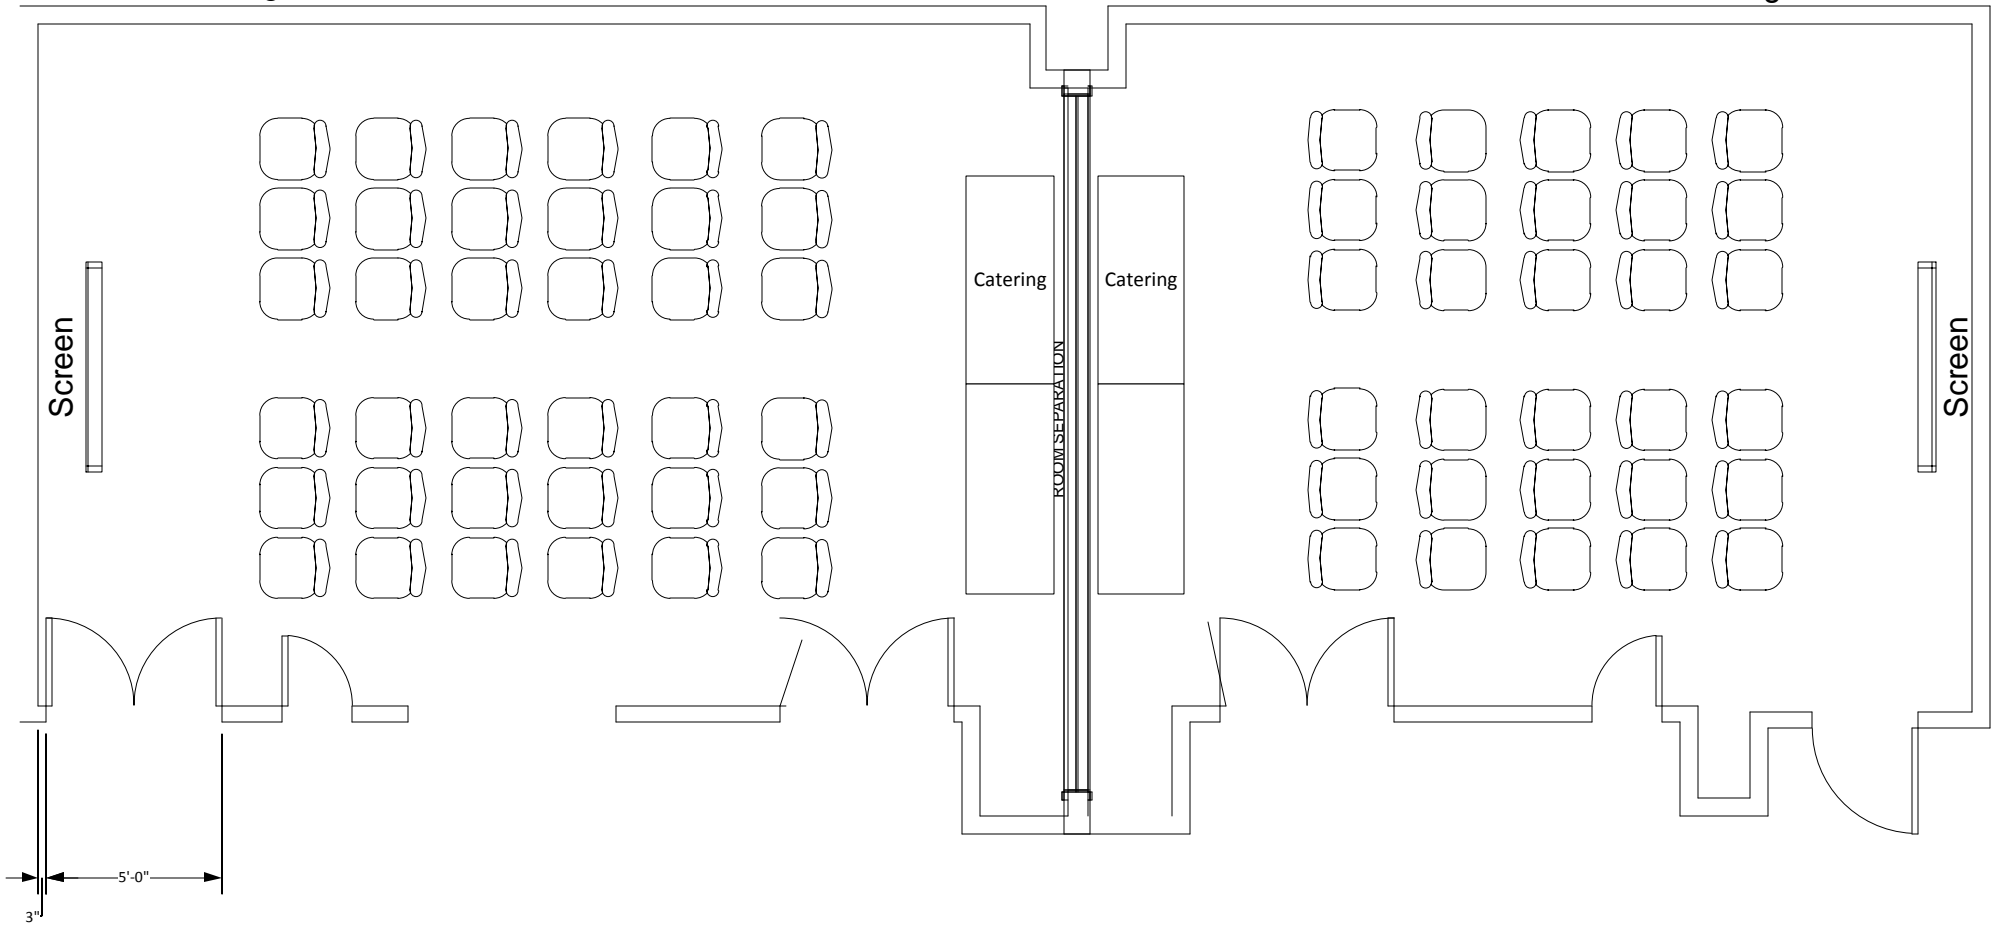 Catering
Catering
Screen
ROOM SEPARATION
Screen
5'-0"
3"